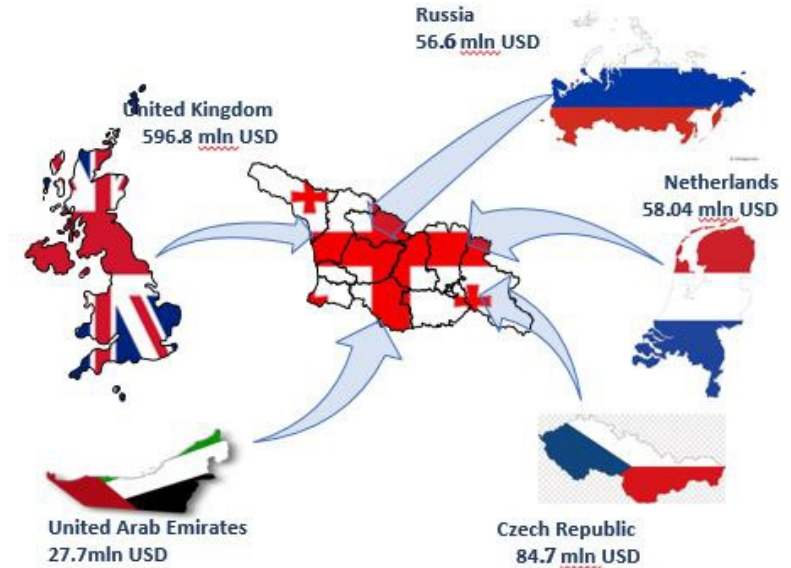 Russia
56.6 mln USD
United Kingdom
596.8 mln USD
Netherlands
58.04 mln USD
United Arab Emirates
27.7mln USD
Czech Republic
84.7 mln USD